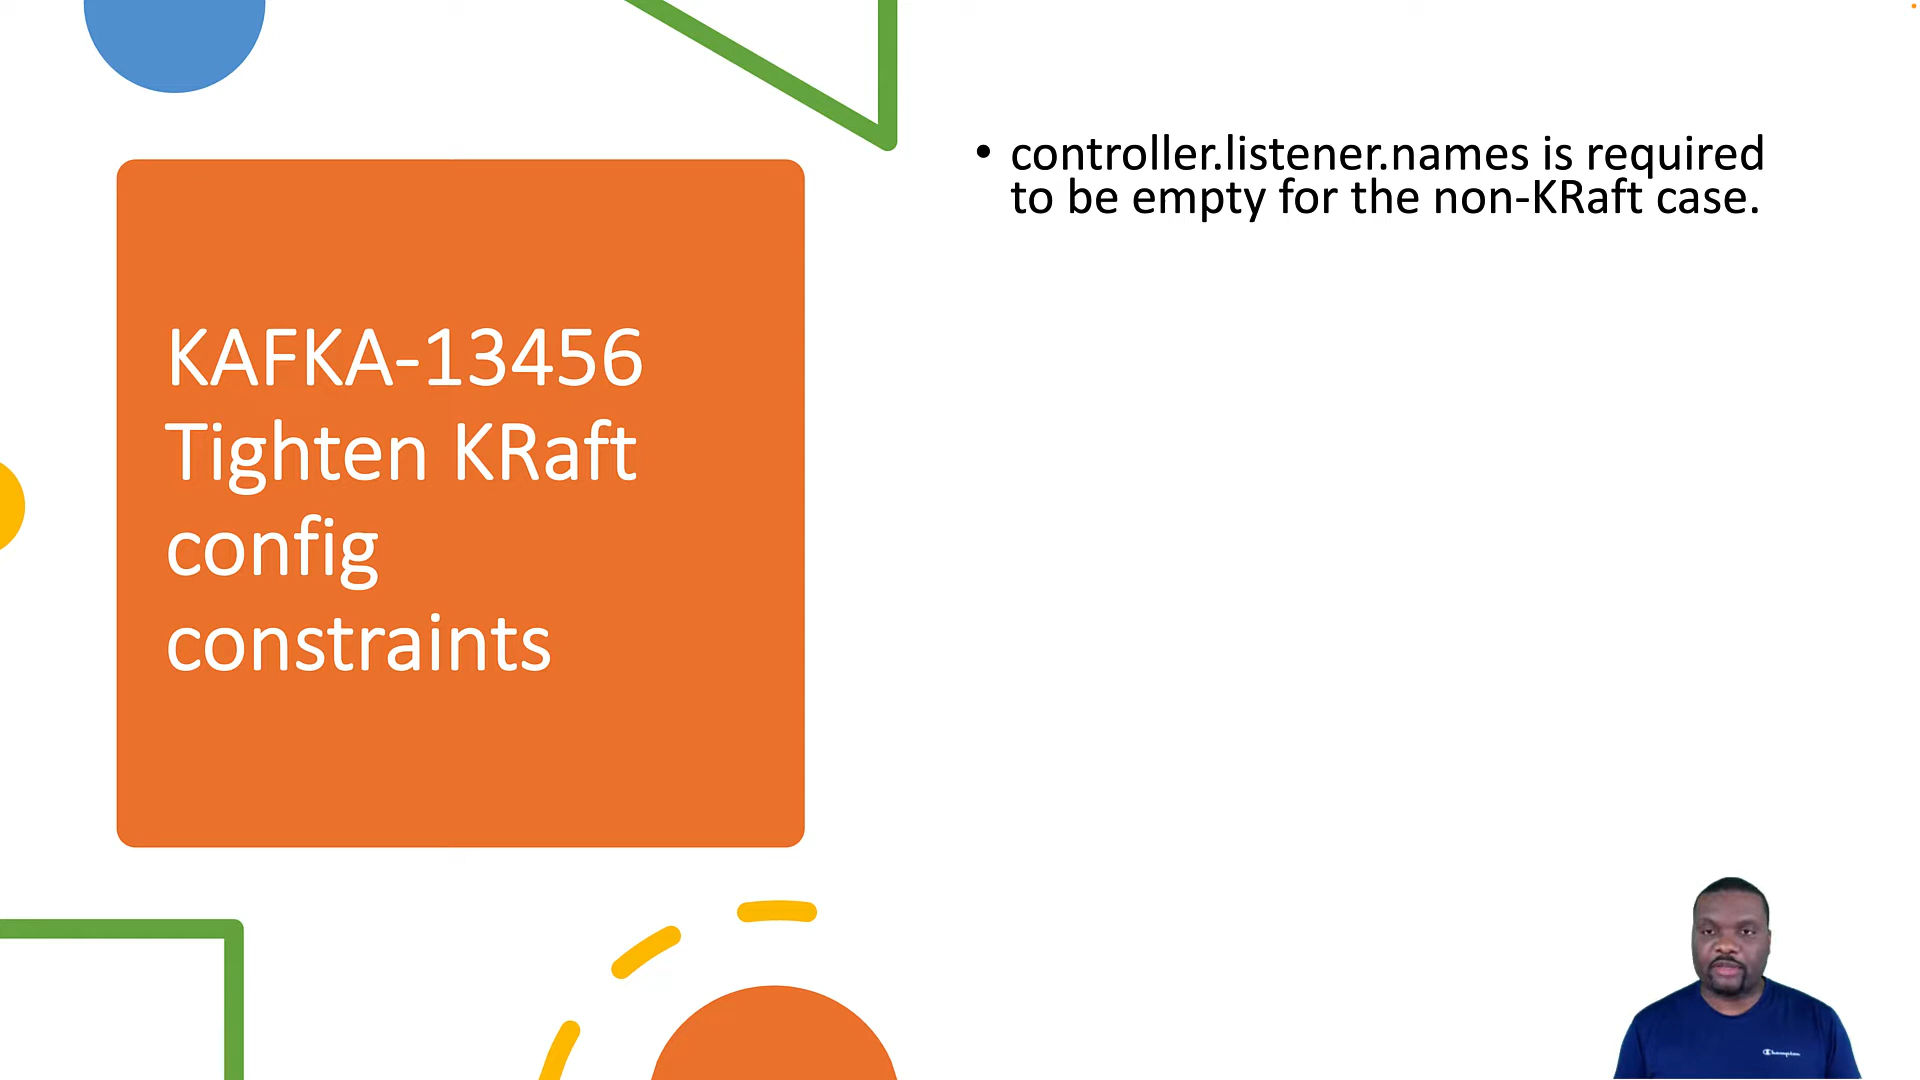 KAFKA-13456
Tighten KRaft
config
constraints
• controller.listener.names is required
to be empty for the non-KRaft case.
Champion